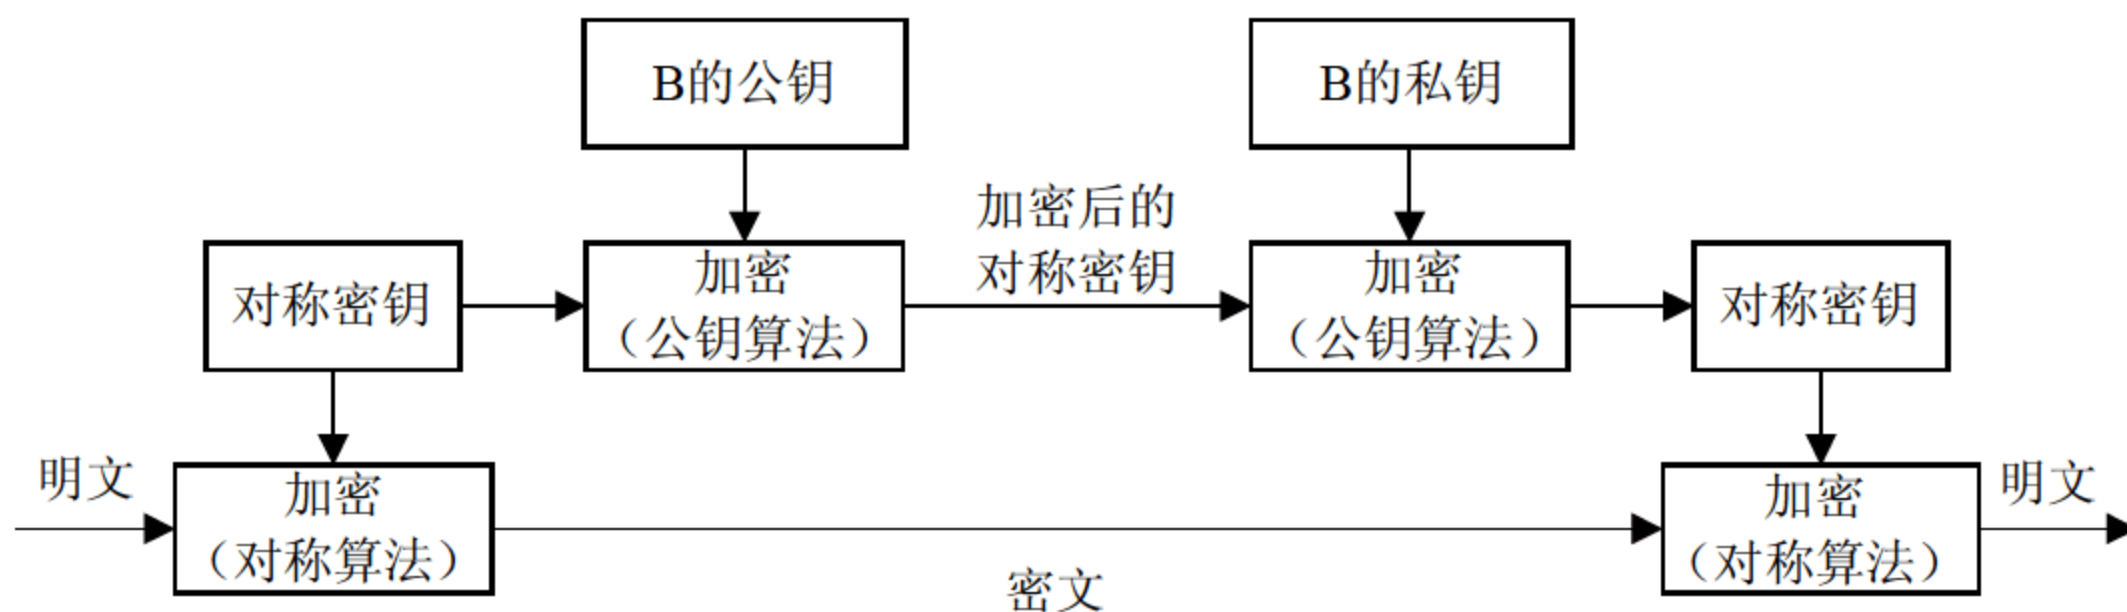 B的公钥
B的私钥
加密后的
对称密钥
对称密钥
加密
（公钥算法）
加密
（公钥算法）
对称密钥
明文
加密
（对称算法）
密文
加密
（对称算法）
明文